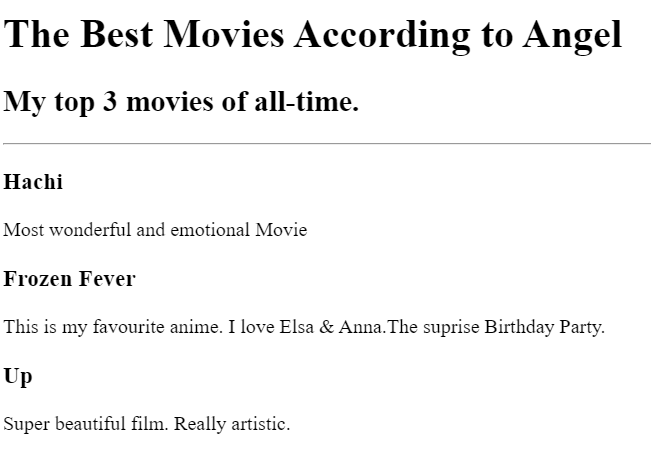 The Best Movies According to Angel
My top 3 movies of all-time.
Hachi
Most wonderful and emotional Movie
Frozen Fever
This is my favourite anime. I love Elsa & Anna.The suprise Birthday Party.
Up
Super beautiful film. Really artistic.